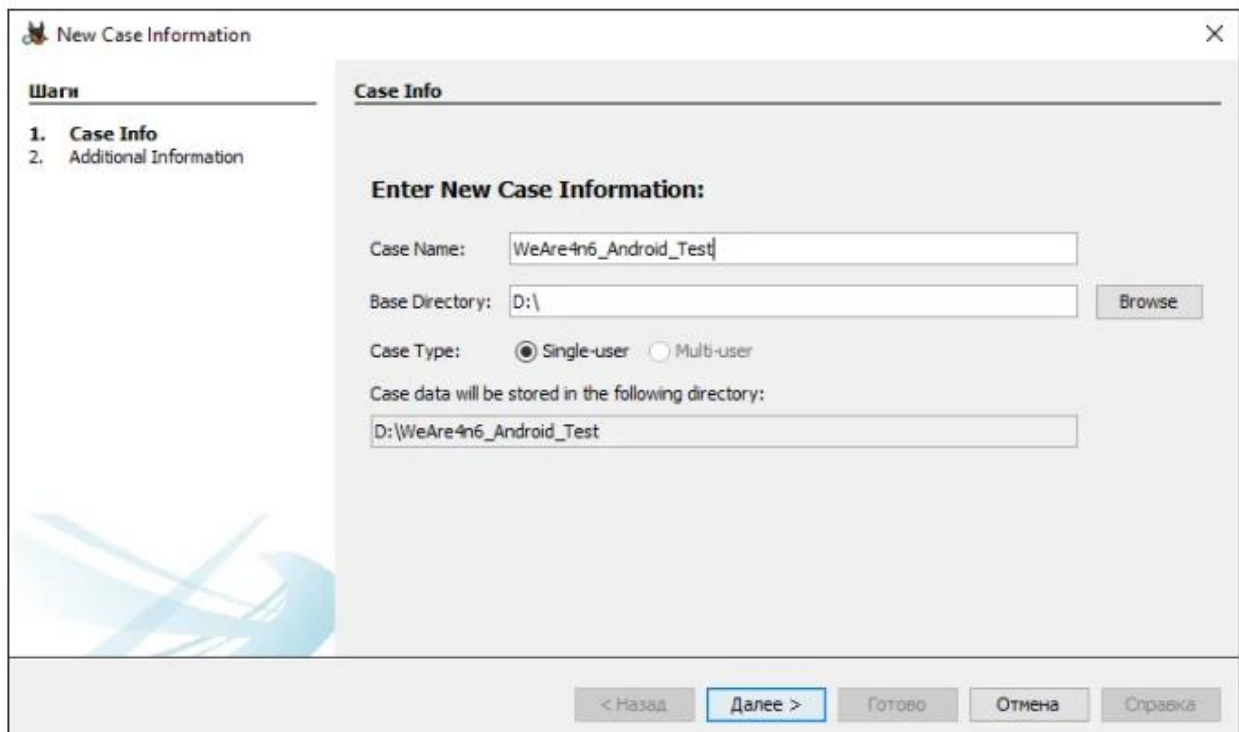 New Case Information
Шаги
1. Case Info
2. Additional Information
Case Info
Enter New Case Information:
Case Name: WeAre4n6_Android_Test
Base Directory: D:\ Browse
Case Type: Single-user Multi-user
Case data will be stored in the following directory:
D:\WeAre4n6_Android_Test
< Назад Далее > Готово Отмена Справка